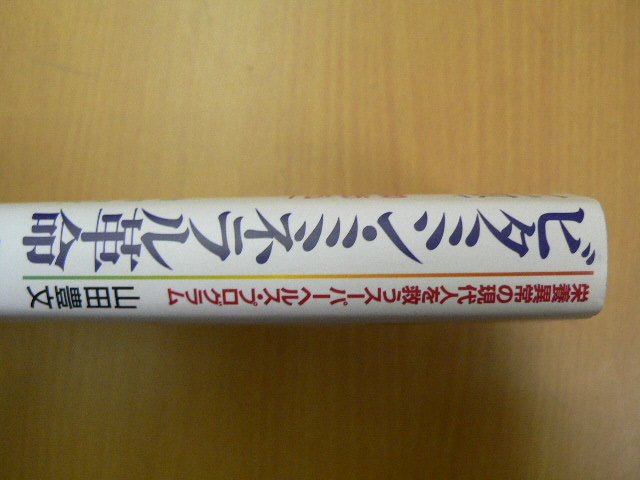 ビタミン・ミネラル革命
栄養異常の現代人を救うスーパーヘルス・プログラム
山田豊文